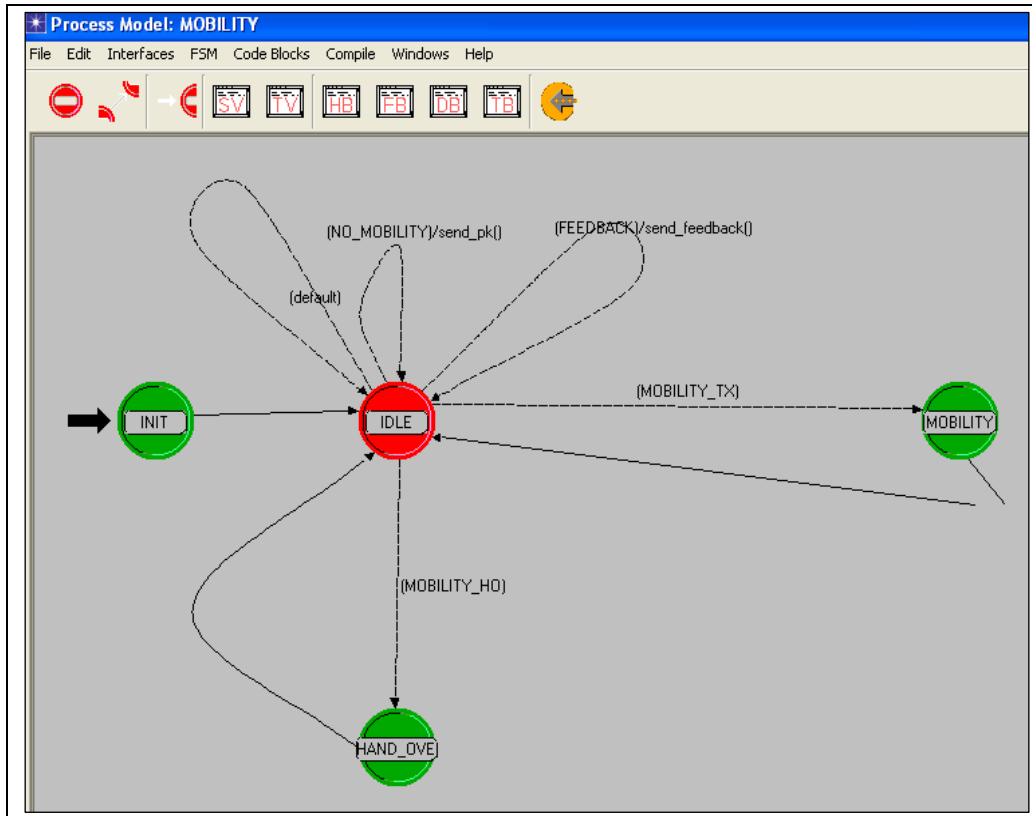 Process Model: MOBILITY
File Edit Interfaces FSM Code Blocks Compile Windows Help
SV TV HB FB DB TB
(NO_MOBILITY)/send_pk()
(FEEDBACK)/send_feedback()
(default)
(MOBILITY_TX)
INIT
IDLE
MOBILITY
(MOBILITY_HO)
HAND_OVE